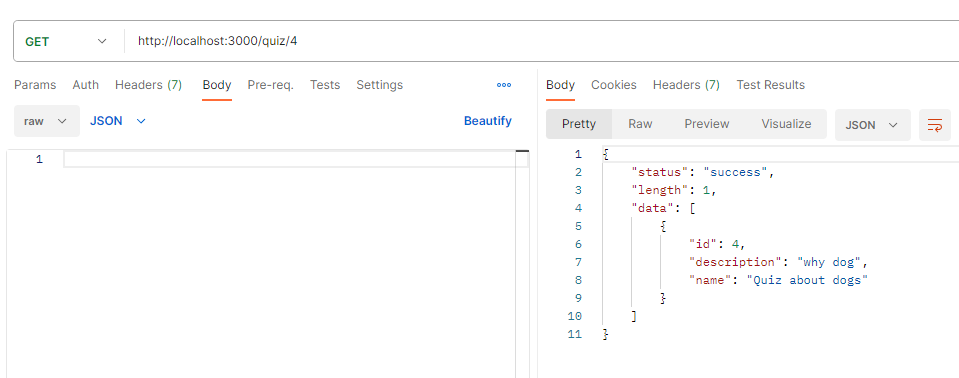 GET http://localhost:3000/quiz/4
Params Auth Headers (7) Body Pre-req. Tests Settings
raw JSON Beautify
1
Body Cookies Headers (7) Test Results
Pretty Raw Preview Visualize JSON
1 {
2 "status": "success",
3 "length": 1,
4 "data": [
5 {
6 "id": 4,
7 "description": "why dog",
8 "name": "Quiz about dogs"
9 }
10 ]
11 }